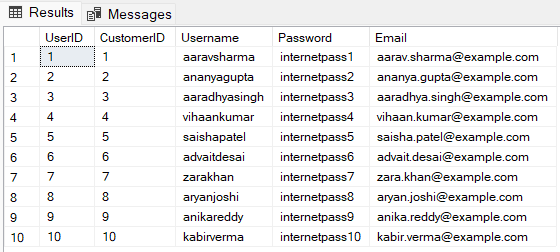 Results Messages
UserID CustomerID Username Password Email
1 1 1 aaravsharma internetpass1 aarav.sharma@example.com
2 2 2 ananyagupta internetpass2 ananya.gupta@example.com
3 3 3 aaradhyasingh internetpass3 aaradhya.singh@example.com
4 4 4 vihaankumar internetpass4 vihaan.kumar@example.com
5 5 5 saishapatel internetpass5 saisha.patel@example.com
6 6 6 advaitdesai internetpass6 advait.desai@example.com
7 7 7 zarakhan internetpass7 zara.khan@example.com
8 8 8 aryanjoshi internetpass8 aryan.joshi@example.com
9 9 9 anikareddy internetpass9 anika.reddy@example.com
10 10 10 kabirverma internetpass10 kabir.verma@example.com